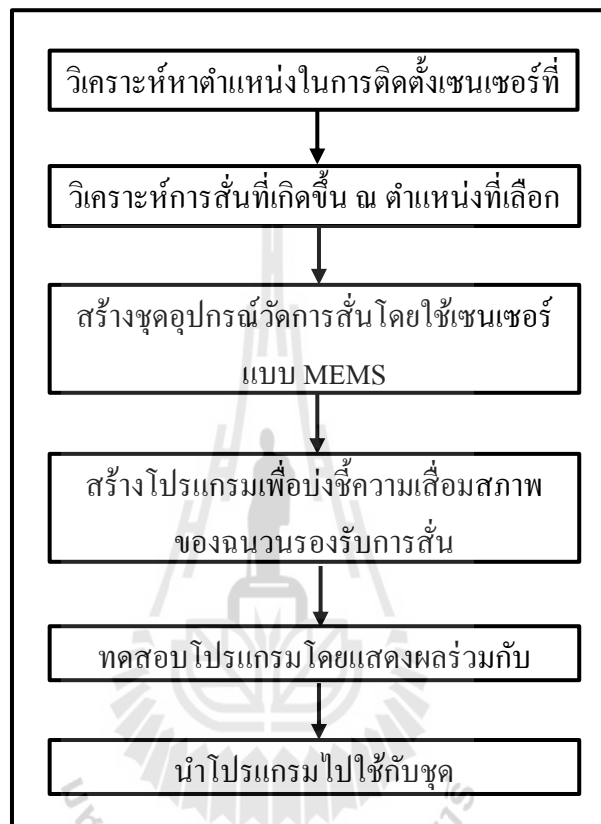 วิเคราะห์หาตำแหน่งในการติดตั้งเซนเซอร์ที่
วิเคราะห์การสั่นที่เกิดขึ้น ณ ตำแหน่งที่เลือก
สร้างชุดอุปกรณ์วัดการสั่นโดยใช้เซนเซอร์
แบบ MEMS
สร้างโปรแกรมเพื่อบ่งชี้ความเสื่อมสภาพ
ของฉนวนรองรับการสั่น
ทดสอบโปรแกรมโดยแสดงผลร่วมกับ
นำโปรแกรมไปใช้กับชุด